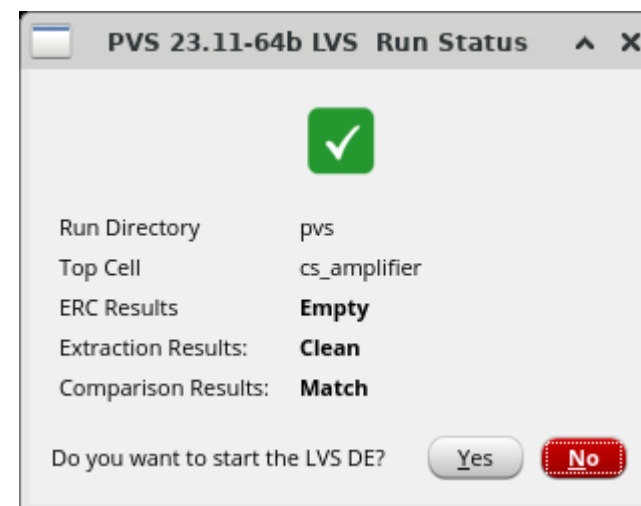 PVS 23.11-64b LVS  Run Status
Run Directory pvs
Top Cell cs_amplifier
ERC Results Empty
Extraction Results: Clean
Comparison Results: Match
Do you want to start the LVS DE? Yes No